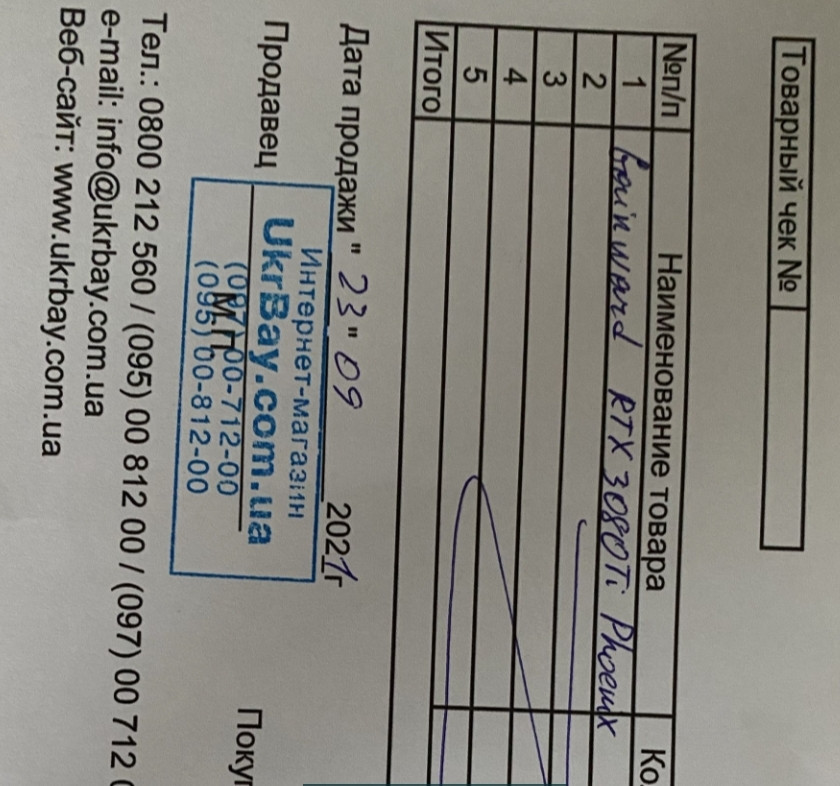 Товарный чек №
№п/п Наименование товара Ко
1 Gainward RTX 3080Ti Phoenix
2
3
4
5
Итого
Дата продажи " 23 " 09 2021г
Интернет-магазин
Продавец UkrBay.com.ua Покуп
М.П.
(097) 00-712-00
(095) 00-812-00
Тел.: 0800 212 560 / (095) 00 812 00 / (097) 00 712 0
e-mail: info@ukrbay.com.ua
Веб-сайт: www.ukrbay.com.ua